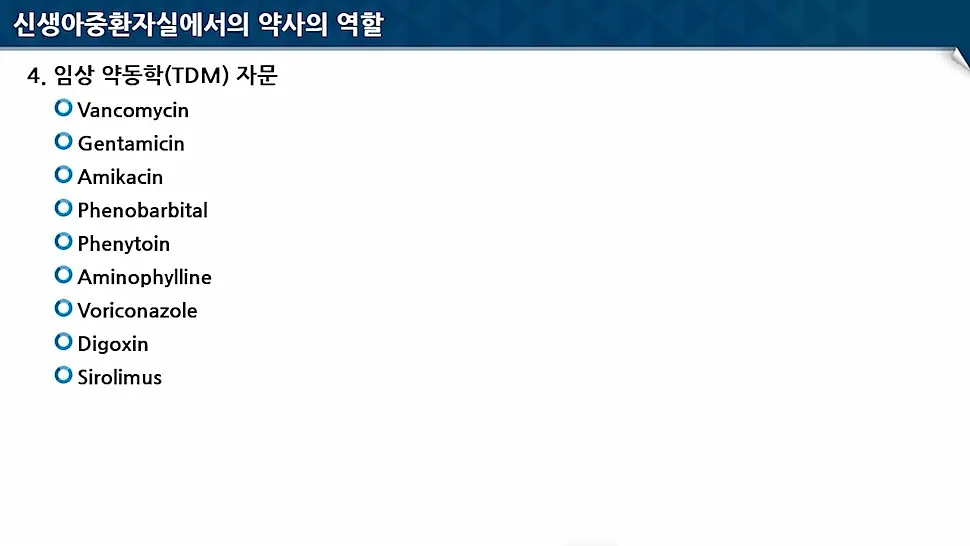 신생아중환자실에서의 약사의 역할
4. 임상 약동학(TDM) 자문
Vancomycin
Gentamicin
Amikacin
Phenobarbital
Phenytoin
Aminophylline
Voriconazole
Digoxin
Sirolimus